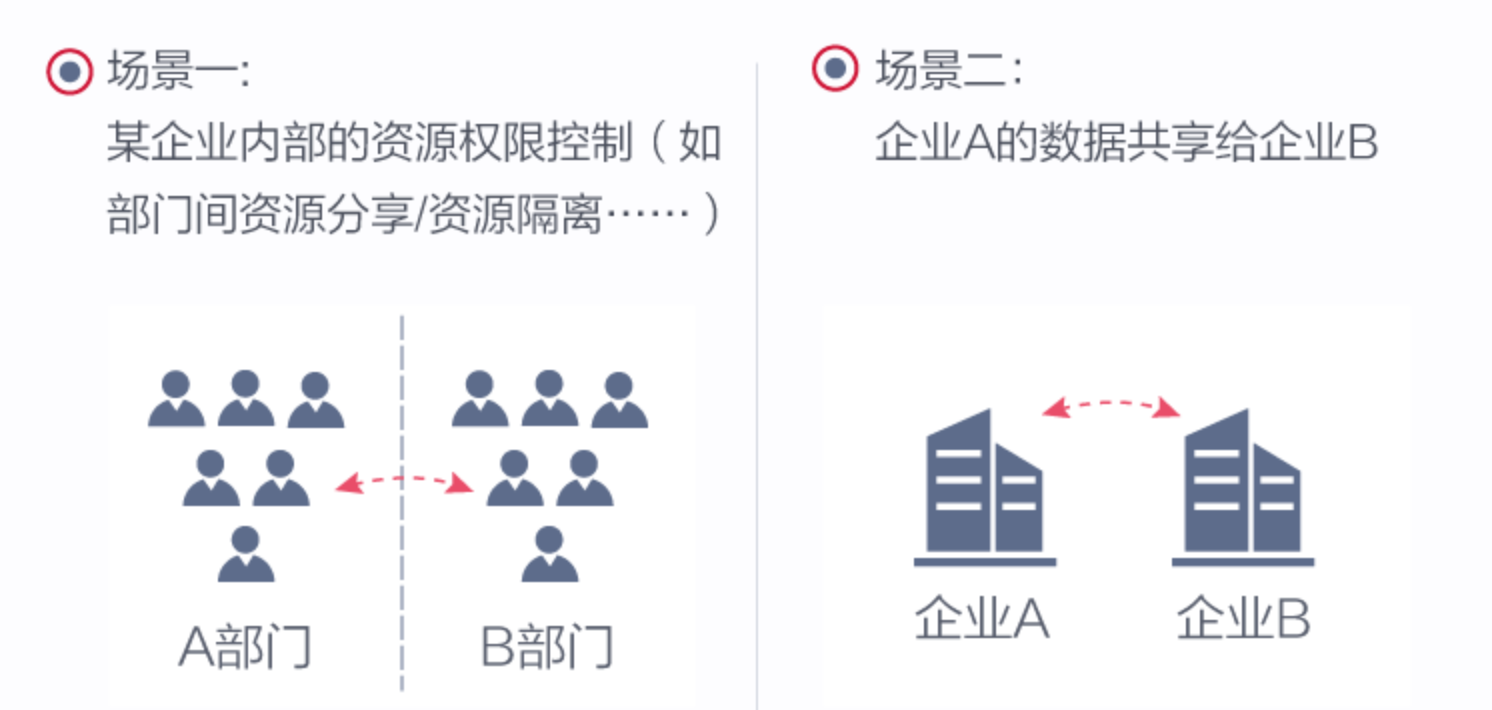 场景一:
某企业内部的资源权限控制（如
部门间资源分享/资源隔离……）
A部门
B部门
场景二：
企业A的数据共享给企业B
企业A
企业B